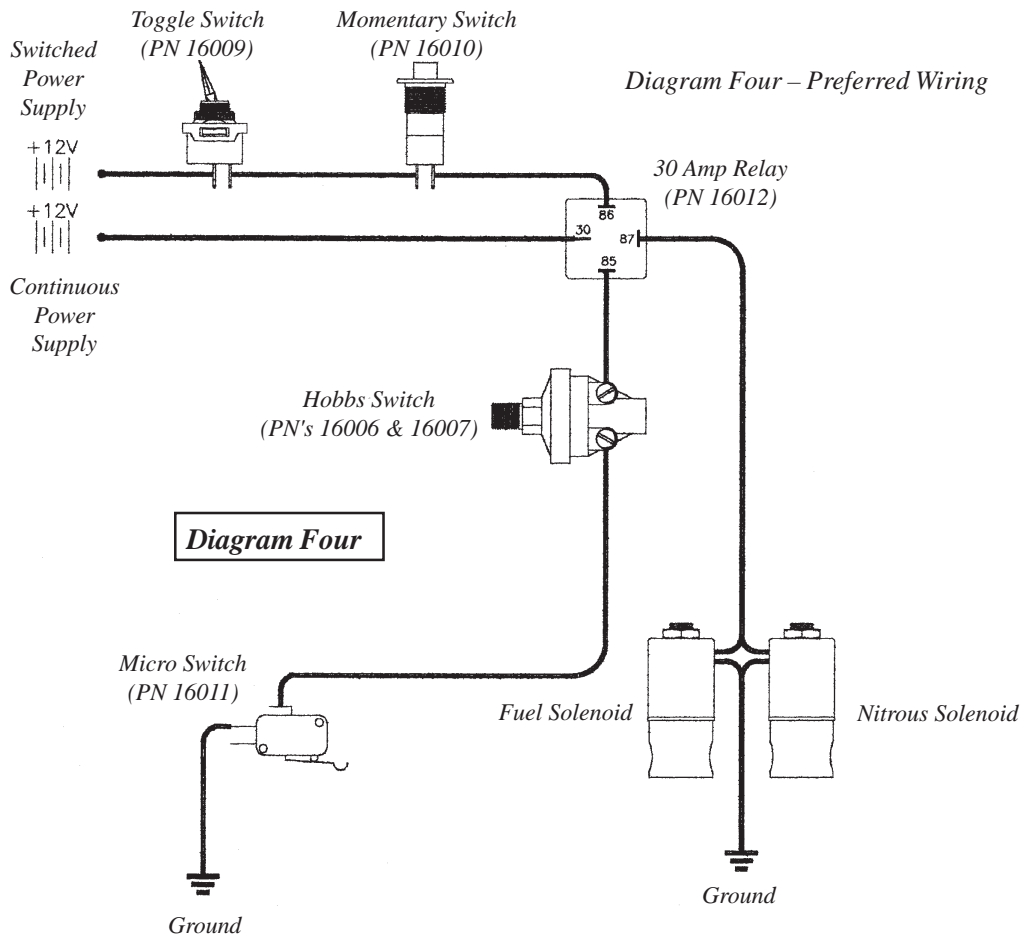 Toggle Switch
(PN 16009)
Momentary Switch
(PN 16010)
Switched
Power
Supply
Diagram Four – Preferred Wiring
+12V
30 Amp Relay
(PN 16012)
+12V
86
30
87
85
Continuous
Power
Supply
Hobbs Switch
(PN's 16006 & 16007)
Diagram Four
Micro Switch
(PN 16011)
Fuel Solenoid
Nitrous Solenoid
Ground
Ground